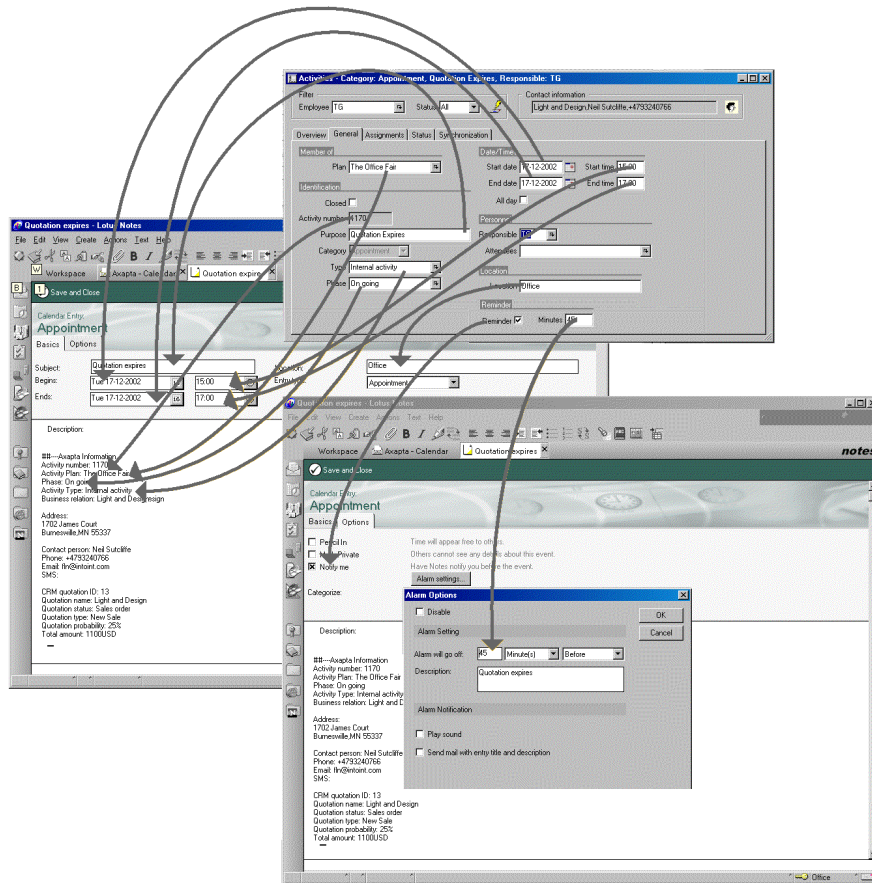 Activities - Category: Appointment, Quotation Expires, Responsible: TG
Filter
Employee TG Status All
Contact information
Light and Design,Neil Sutcliffe,+4793240766
Overview General Assignments Status Synchronization
Member of
Plan The Office Fair
Identification
Closed
Activity number 4170
Purpose Quotation Expires
Category Appointment
Type Internal activity
Phase On going
Date/Time
Start date 17-12-2002 Start time 15:00
End date 17-12-2002 End time 17:00
All day
Personnel
Responsible TG
Attendees
Location
Location Office
Reminder
Reminder Minutes 45
Quotation expires - Lotus Notes
File Edit View Create Actions Text Help
Workspace Axapta - Calendar Quotation expire
Save and Close
Calendar Entry:
Appointment
Basics Options
Subject: Quotation expires
Location: Office
Begins: Tue 17-12-2002 15:00
Entry type: Appointment
Ends: Tue 17-12-2002 17:00
Description:
##---Axapta Information
Activity number: 1170
Activity Plan: The Office Fair
Phase: On going
Activity Type: Internal activity
Business relation: Light and Designesign
Address:
1702 James Court
Burnesville,MN 55337
Contact person: Neil Sutcliffe
Phone: +4793240766
Email: fln@intoint.com
SMS:
CRM quotation ID: 13
Quotation name: Light and Design
Quotation status: Sales order
Quotation type: New Sale
Quotation probability: 25%
Total amount: 1100USD
Quotation expires - Lotus Notes
File Edit View Create Actions Text Help
Workspace Axapta - Calendar Quotation expires
notes
Save and Close
Calendar Entry:
Appointment
Basics Options
Pencil In Time will appear free to others.
Mark Private Others cannot see any details about this event.
Notify me Have Notes notify you before the event.
Alarm settings...
Categorize:
Description:
##---Axapta Information
Activity number: 1170
Activity Plan: The Office Fair
Phase: On going
Activity Type: Internal activity
Business relation: Light and D
Address:
1702 James Court
Burnesville,MN 55337
Contact person: Neil Sutcliffe
Phone: +4793240766
Email: fln@intoint.com
SMS:
CRM quotation ID: 13
Quotation name: Light and Design
Quotation status: Sales order
Quotation type: New Sale
Quotation probability: 25%
Total amount: 1100USD
Office
Alarm Options
Disable
OK
Cancel
Alarm Setting
Alarm will go off: 45 Minute(s) Before
Description: Quotation expires
Alarm Notification
Play sound
Send mail with entry title and description